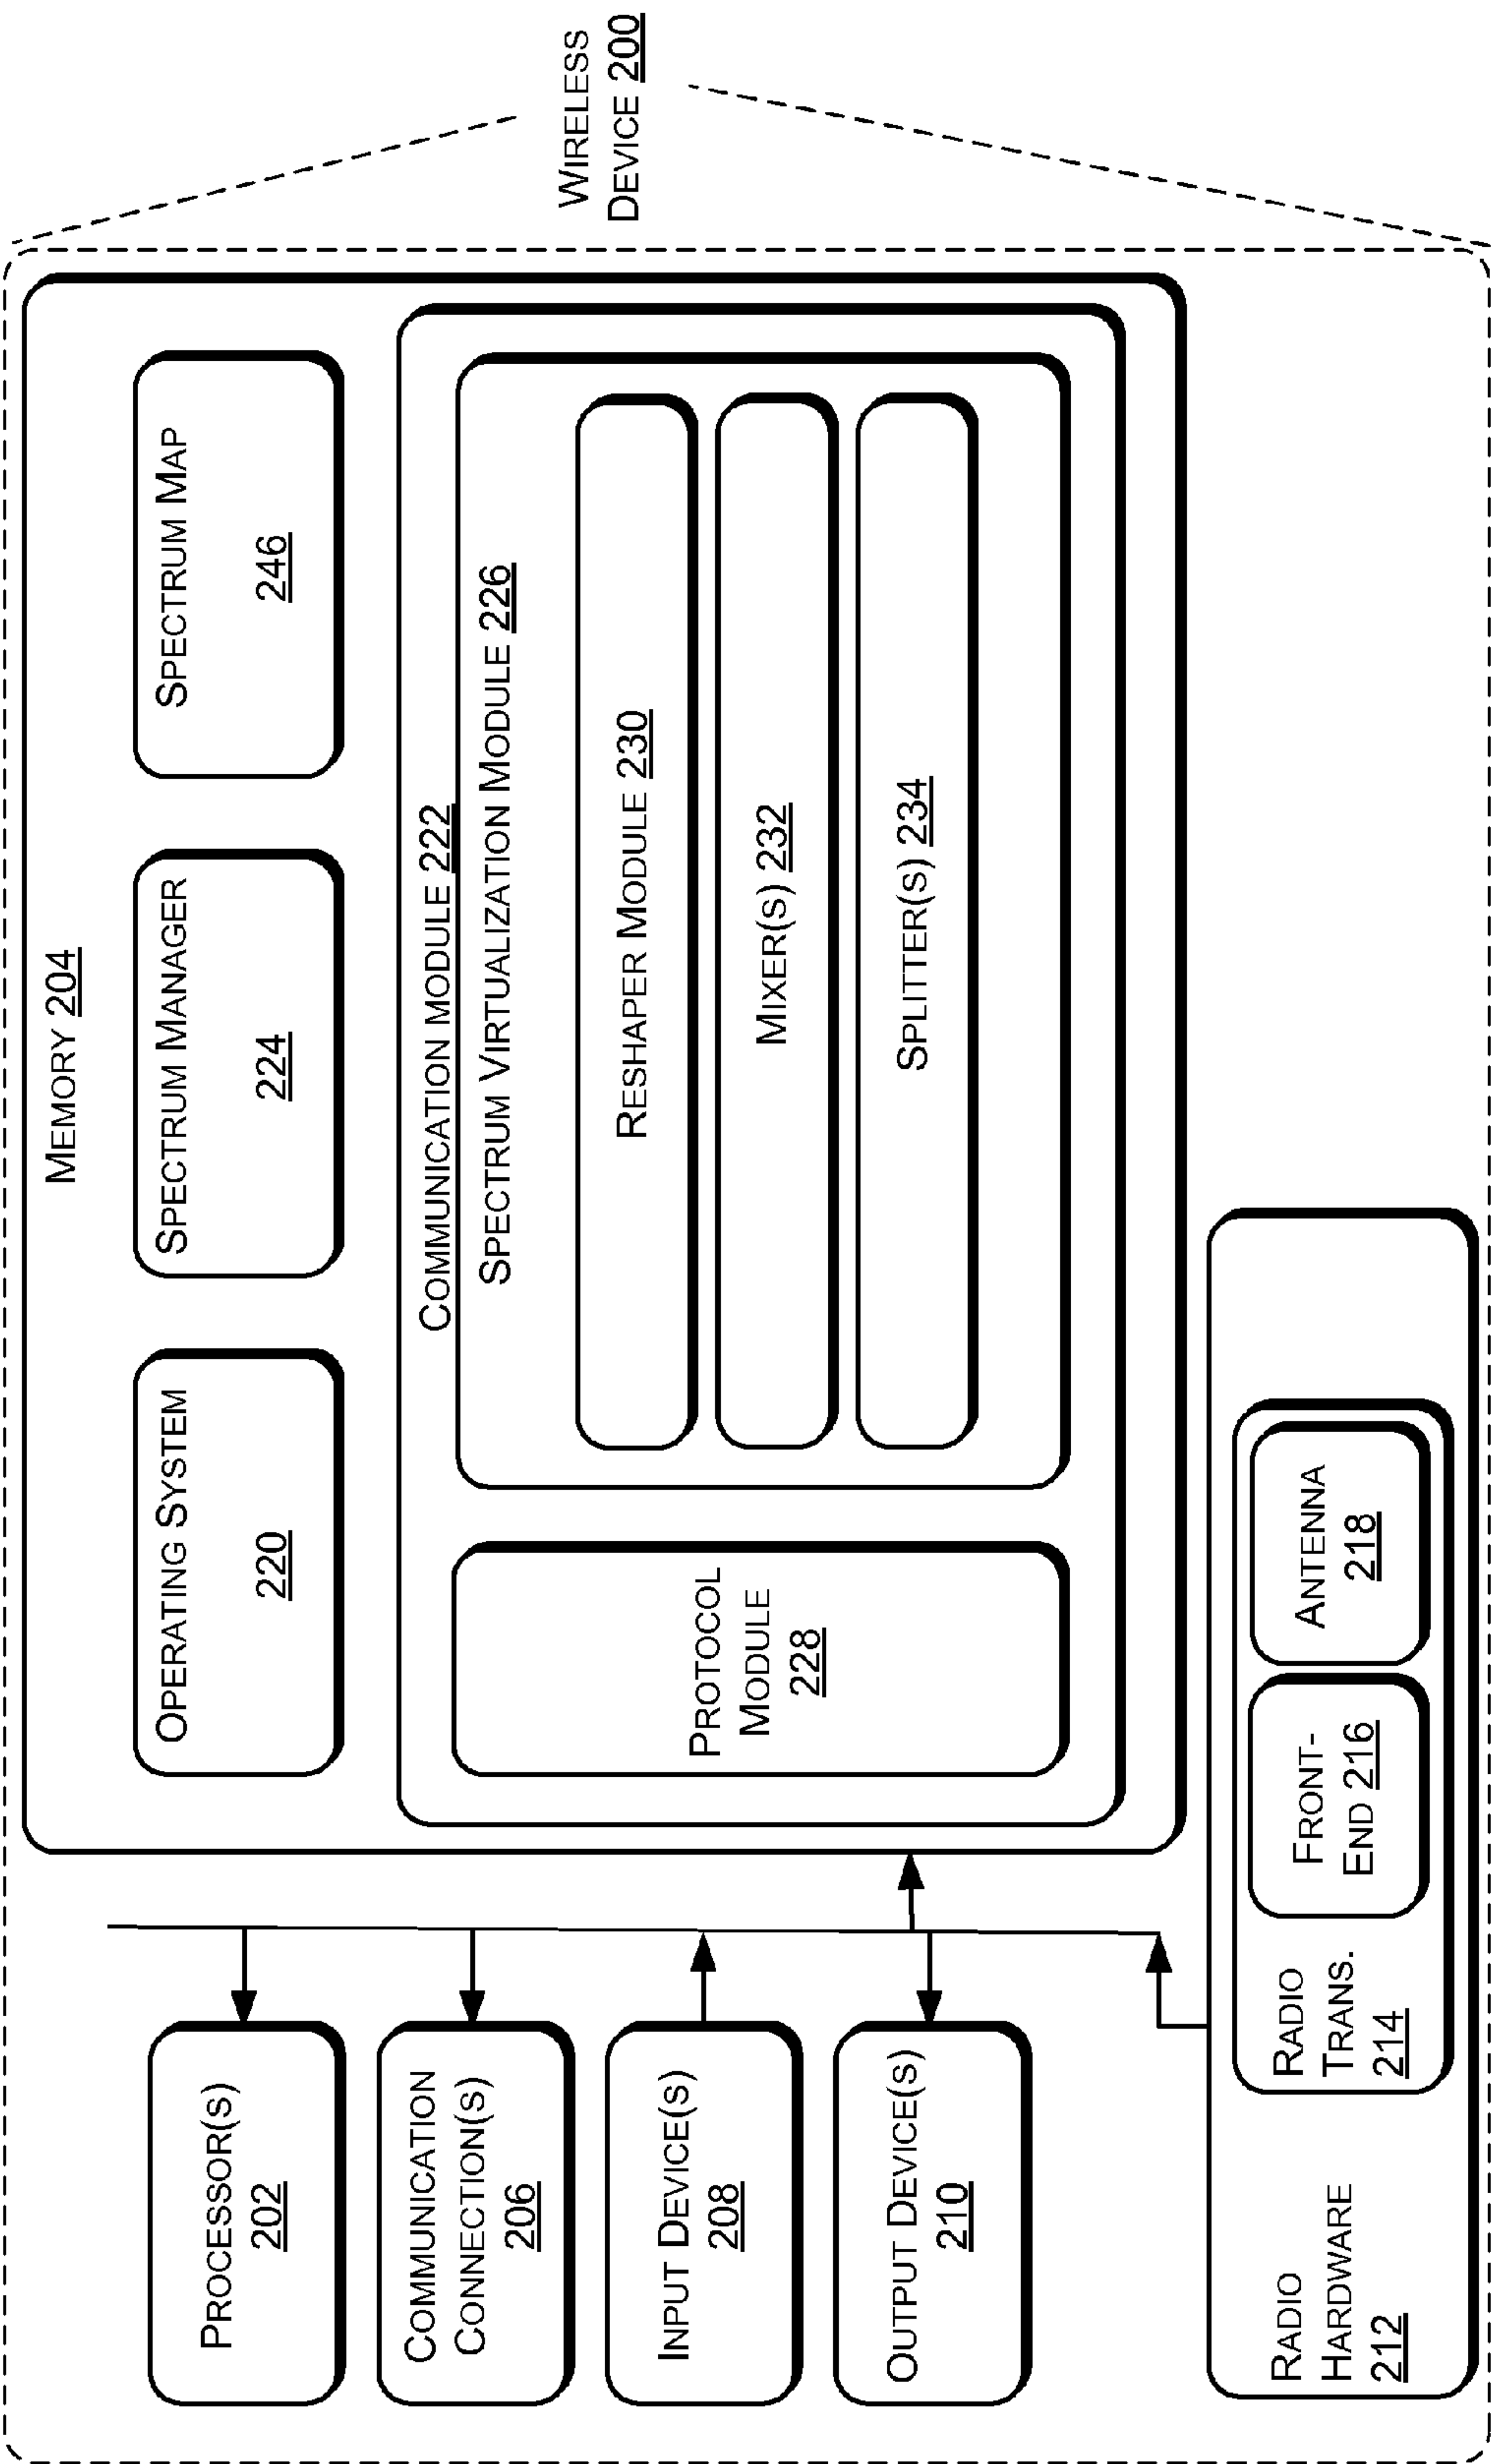 WIRELESS
DEVICE 200
PROCESSOR(S)
202
COMMUNICATION
CONNECTION(S)
206
INPUT DEVICE(S)
208
OUTPUT DEVICE(S)
210
MEMORY 204
OPERATING SYSTEM
220
SPECTRUM MANAGER
224
SPECTRUM MAP
246
COMMUNICATION MODULE 222
PROTOCOL
MODULE
228
SPECTRUM VIRTUALIZATION MODULE 226
RESHAPER MODULE 230
MIXER(S) 232
SPLITTER(S) 234
RADIO
HARDWARE
212
RADIO
TRANS.
214
FRONT-
END 216
ANTENNA
218